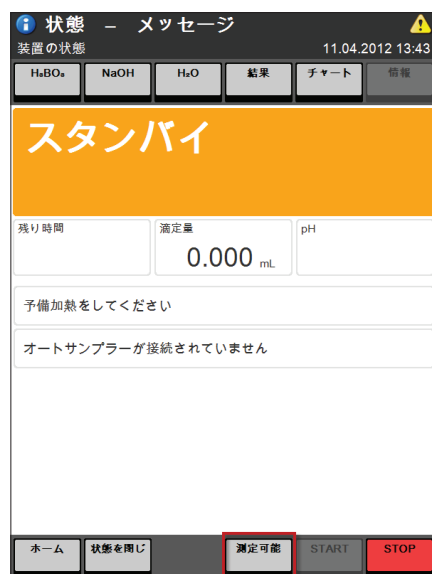 状態 － メッセージ
装置の状態
11.04.2012 13:43
H₃BO₃ NaOH H₂O 結果 チャート 情報
スタンバイ
残り時間 滴定量 pH
0.000 mL
予備加熱をしてください
オートサンプラーが接続されていません
ホーム 状態を閉じ 測定可能 START STOP